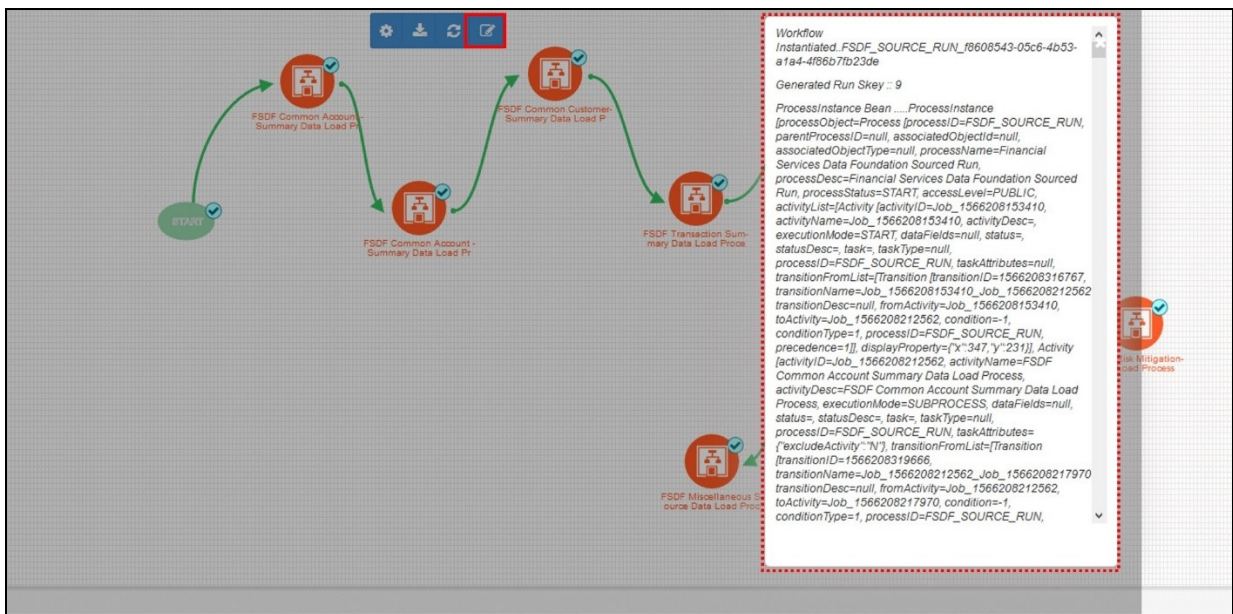 FSDF Common Account -
Summary Data Load Pr
FSDF Common Customer-
Summary Data Load P
START
FSDF Common Account -
Summary Data Load Pr
FSDF Transaction Sum-
mary Data Load Proce
FSDF Miscellaneous S
ource Data Load Proc
isk Mitigation-
oad Process
Workflow
Instantiated..FSDF_SOURCE_RUN_f8608543-05c6-4b53-
a1a4-4f86b7fb23de
Generated Run Skey :: 9
ProcessInstance Bean .....ProcessInstance
[processObject=Process [processID=FSDF_SOURCE_RUN,
parentProcessID=null, associatedObjectId=null,
associatedObjectType=null, processName=Financial
Services Data Foundation Sourced Run,
processDesc=Financial Services Data Foundation Sourced
Run, processStatus=START, accessLevel=PUBLIC,
activityList=[Activity [activityID=Job_1566208153410,
activityName=Job_1566208153410, activityDesc=,
executionMode=START, dataFields=null, status=,
statusDesc=, task=, taskType=null,
processID=FSDF_SOURCE_RUN, taskAttributes=null,
transitionFromList=[Transition [transitionID=1566208316767,
transitionName=Job_1566208153410_Job_1566208212562
transitionDesc=null, fromActivity=Job_1566208153410,
toActivity=Job_1566208212562, condition=-1,
conditionType=1, processID=FSDF_SOURCE_RUN,
precedence=1]], displayProperty={"x":347,"y":231}], Activity
[activityID=Job_1566208212562, activityName=FSDF
Common Account Summary Data Load Process,
activityDesc=FSDF Common Account Summary Data Load
Process, executionMode=SUBPROCESS, dataFields=null,
status=, statusDesc=, task=, taskType=null,
processID=FSDF_SOURCE_RUN, taskAttributes=
{"excludeActivity":"N"}, transitionFromList=[Transition
[transitionID=1566208319666,
transitionName=Job_1566208212562_Job_1566208217970
transitionDesc=null, fromActivity=Job_1566208212562,
toActivity=Job_1566208217970, condition=-1,
conditionType=1, processID=FSDF_SOURCE_RUN,